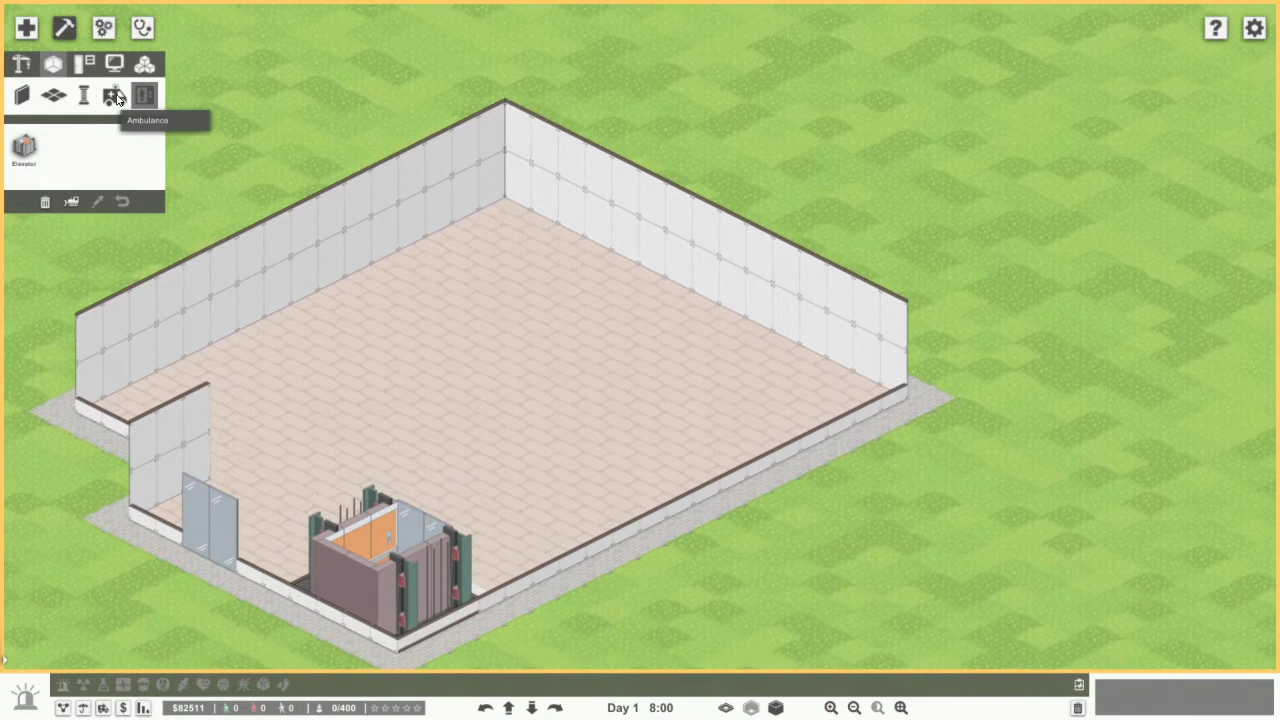 ?
Ambulance
Elevator
$82511 0 0 0 0/400
Day 1 8:00
$